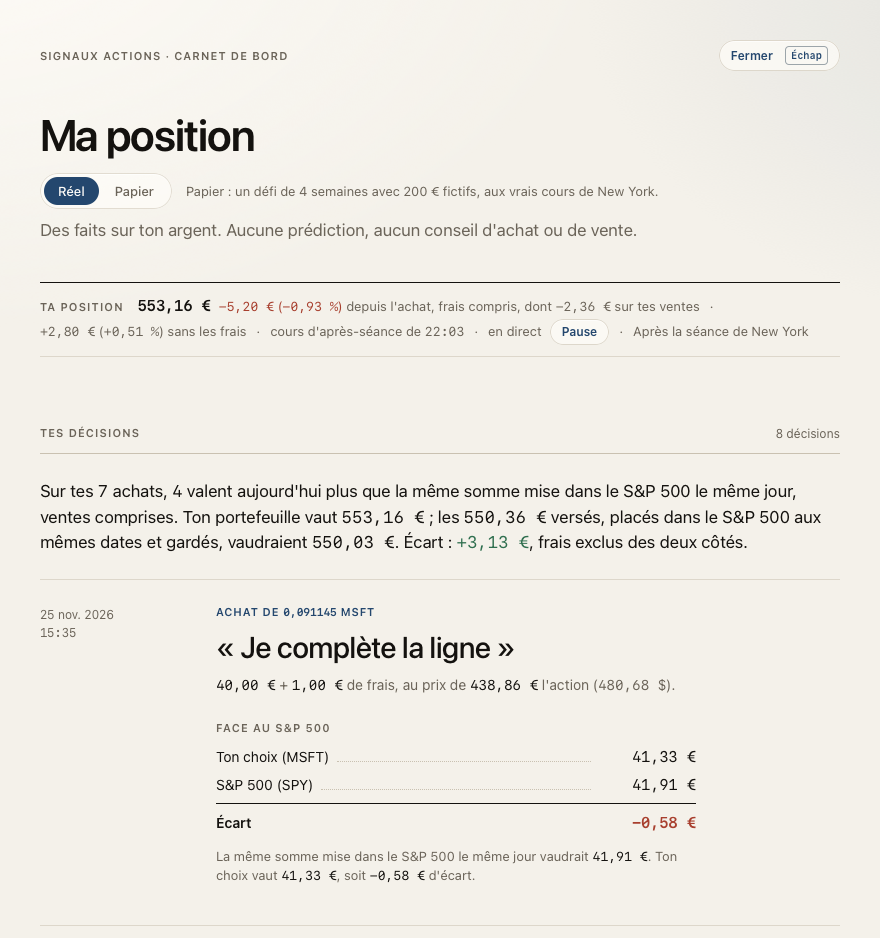 SIGNAUX ACTIONS · CARNET DE BORD
Fermer Échap
Ma position
Réel Papier Papier : un défi de 4 semaines avec 200 € fictifs, aux vrais cours de New York.
Des faits sur ton argent. Aucune prédiction, aucun conseil d'achat ou de vente.
TA POSITION 553,16 € −5,20 € (−0,93 %) depuis l'achat, frais compris, dont −2,36 € sur tes ventes ·
+2,80 € (+0,51 %) sans les frais · cours d'après-séance de 22:03 · en direct Pause · Après la séance de New York
TES DÉCISIONS 8 décisions
Sur tes 7 achats, 4 valent aujourd'hui plus que la même somme mise dans le S&P 500 le même jour,
ventes comprises. Ton portefeuille vaut 553,16 € ; les 550,36 € versés, placés dans le S&P 500 aux
mêmes dates et gardés, vaudraient 550,03 €. Écart : +3,13 €, frais exclus des deux côtés.
25 nov. 2026
15:35
ACHAT DE 0,091145 MSFT
« Je complète la ligne »
40,00 € + 1,00 € de frais, au prix de 438,86 € l'action (480,68 $).
FACE AU S&P 500
Ton choix (MSFT) 41,33 €
S&P 500 (SPY) 41,91 €
Écart −0,58 €
La même somme mise dans le S&P 500 le même jour vaudrait 41,91 €. Ton
choix vaut 41,33 €, soit −0,58 € d'écart.